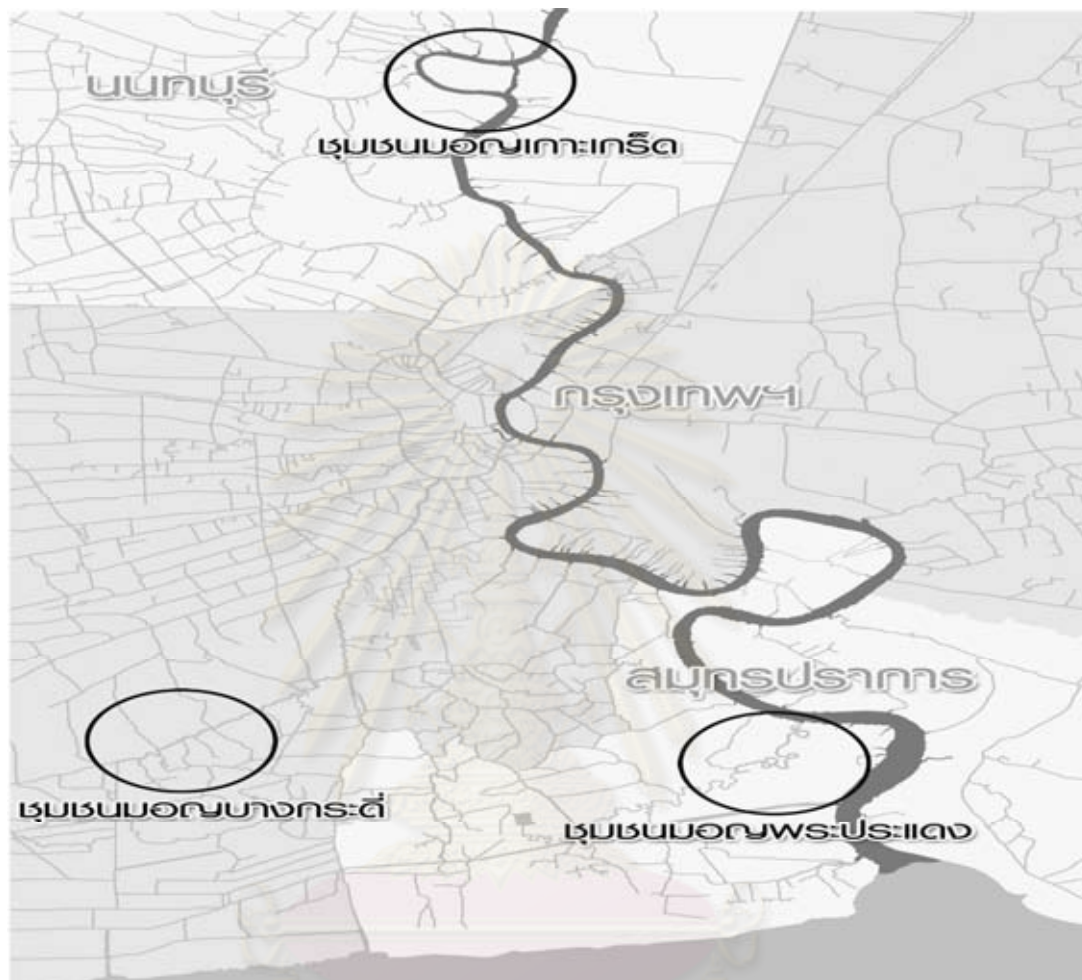 นนทบุรี
ชุมชนมอญเกาะเกร็ด
กรุงเทพฯ
สมุทรปราการ
ชุมชนมอญบางกระดี่
ชุมชนมอญพระประแดง